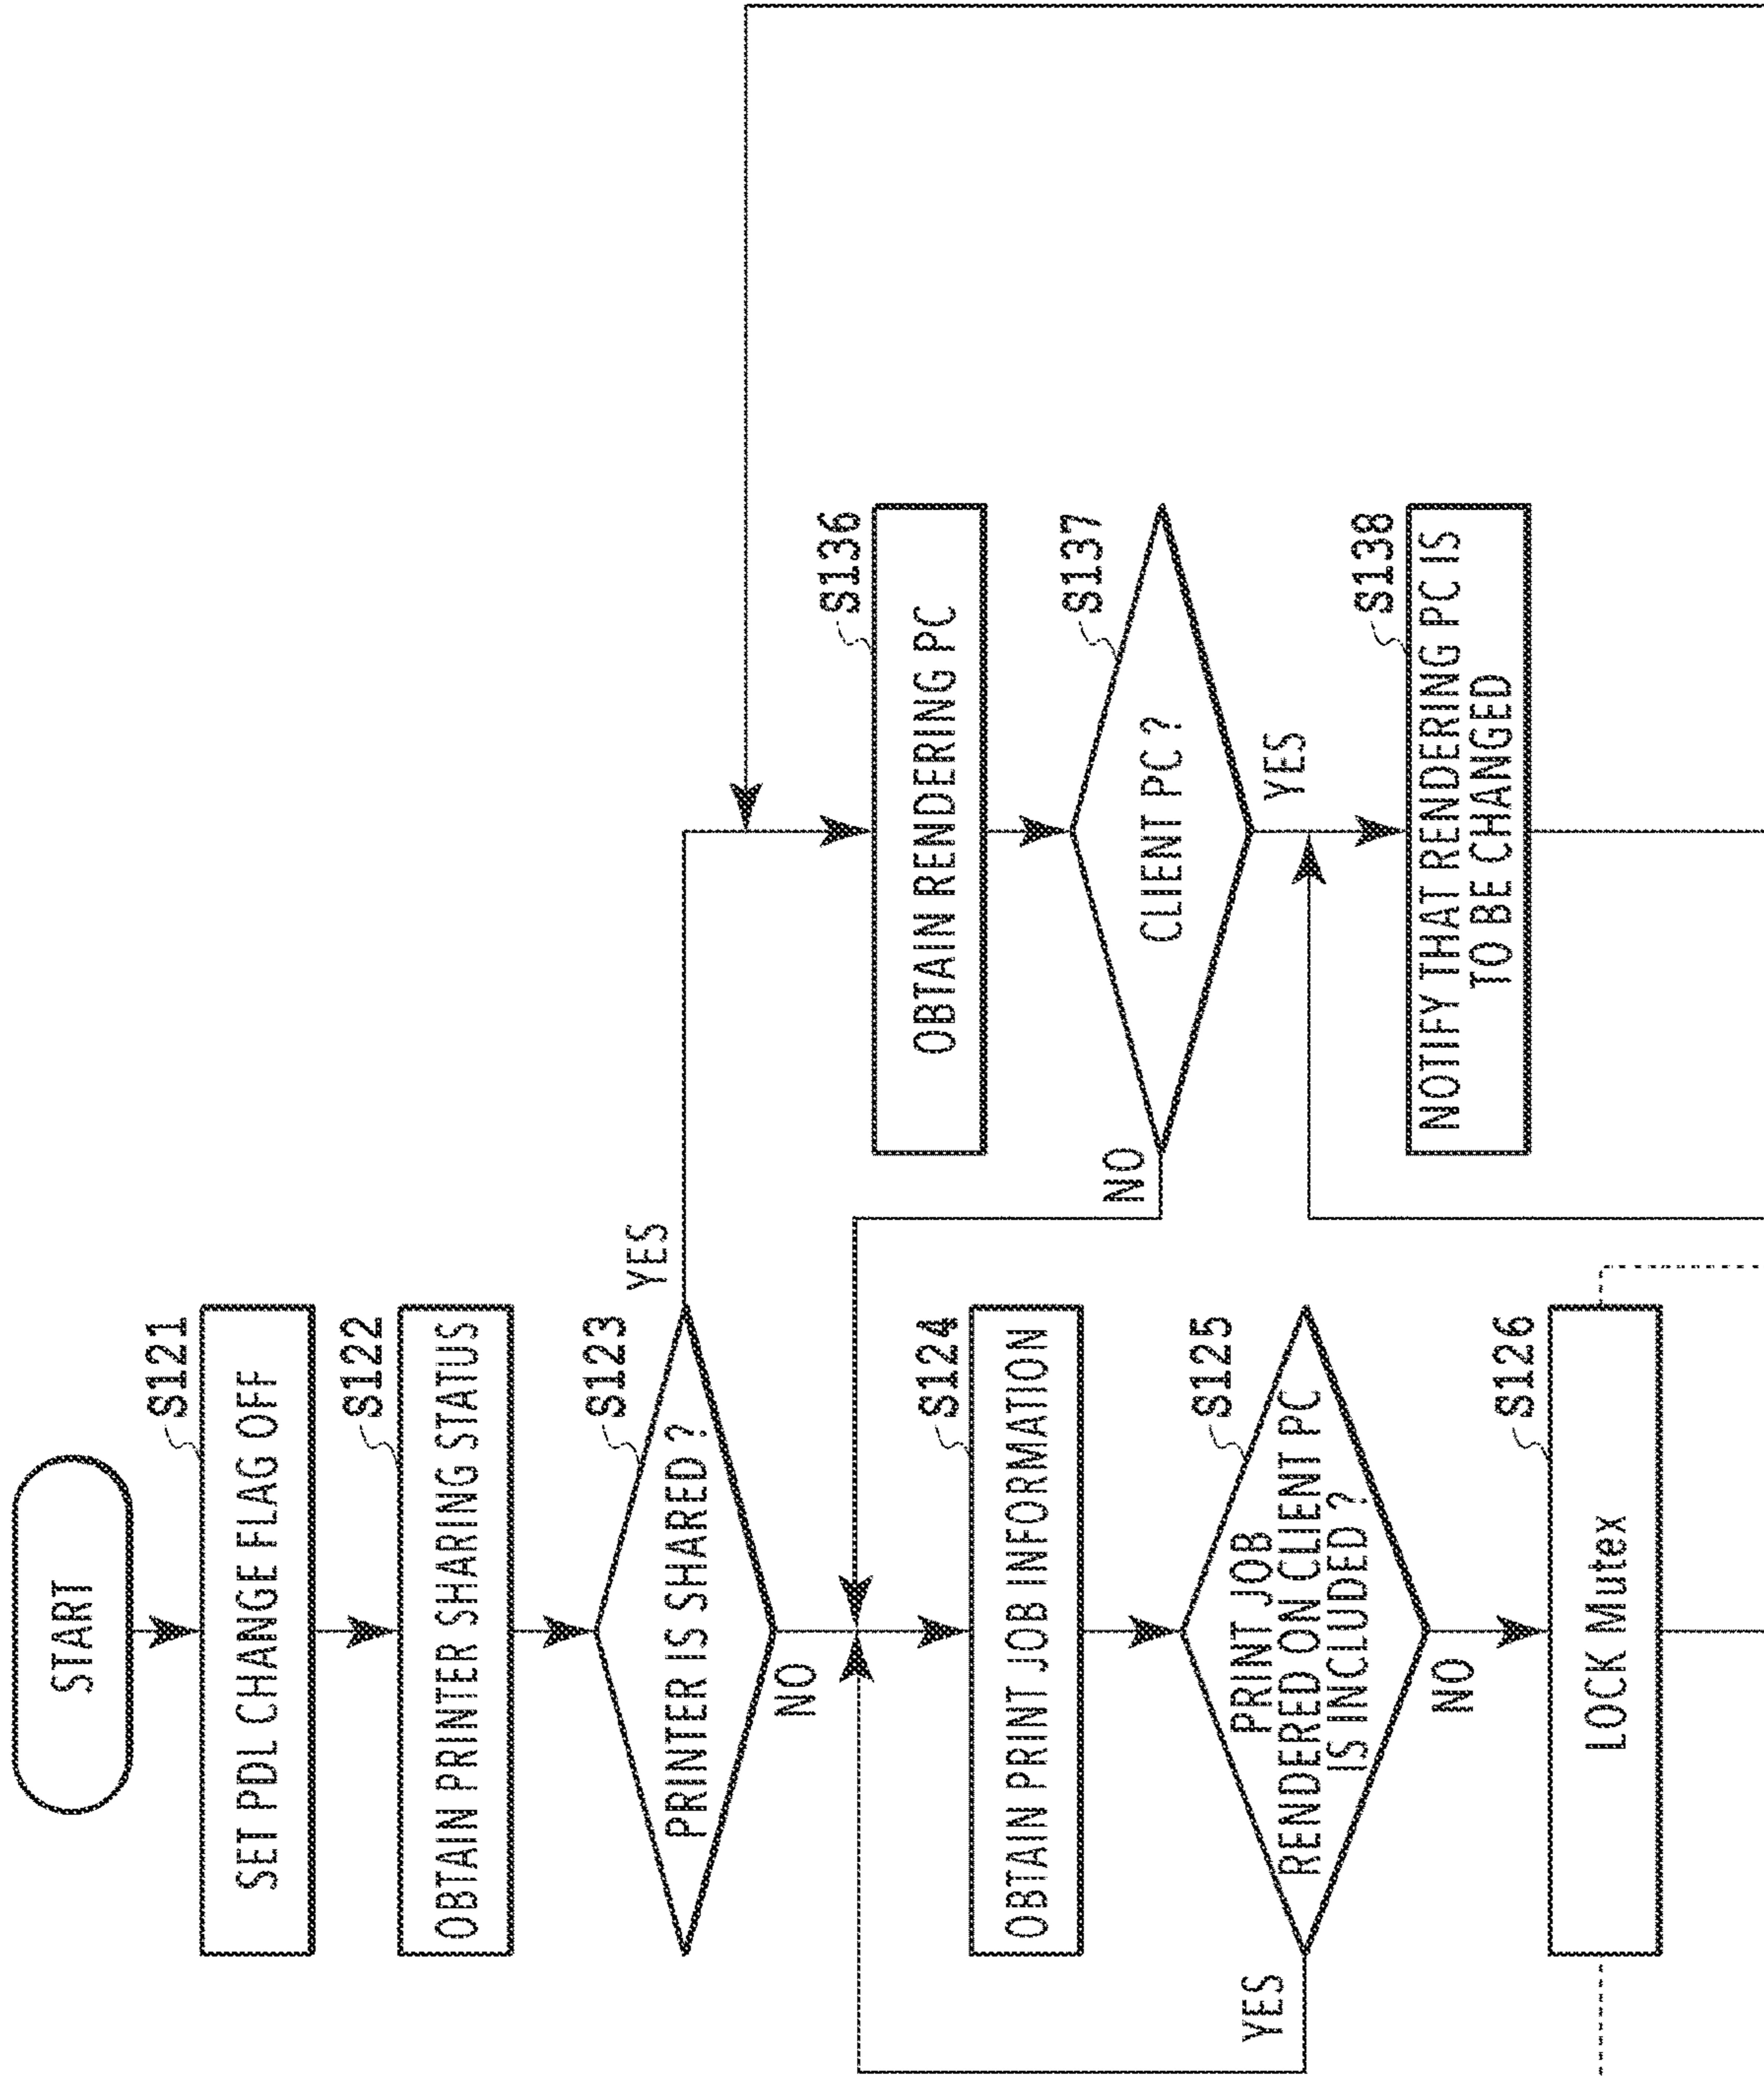 START
S121
SET PDL CHANGE FLAG OFF
S122
OBTAIN PRINTER SHARING STATUS
S123
PRINTER IS SHARED ?
YES
NO
S124
OBTAIN PRINT JOB INFORMATION
S125
PRINT JOB
RENDERED ON CLIENT PC
IS INCLUDED ?
YES
NO
S126
LOCK Mutex
S136
OBTAIN RENDERING PC
S137
CLIENT PC ?
NO
YES
S138
NOTIFY THAT RENDERING PC IS
TO BE CHANGED